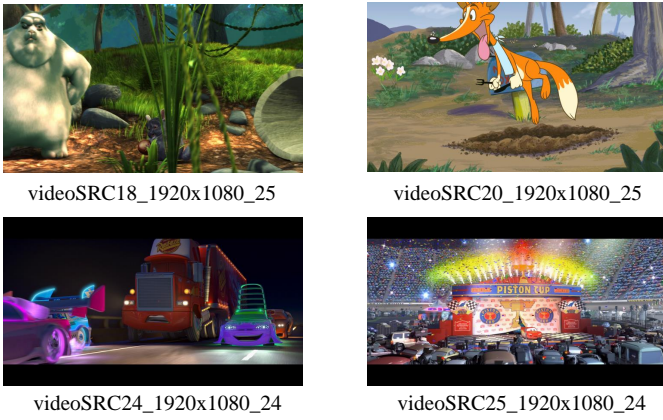 videoSRC18_1920x1080_25
videoSRC20_1920x1080_25
PISTON CUP
videoSRC24_1920x1080_24
videoSRC25_1920x1080_24